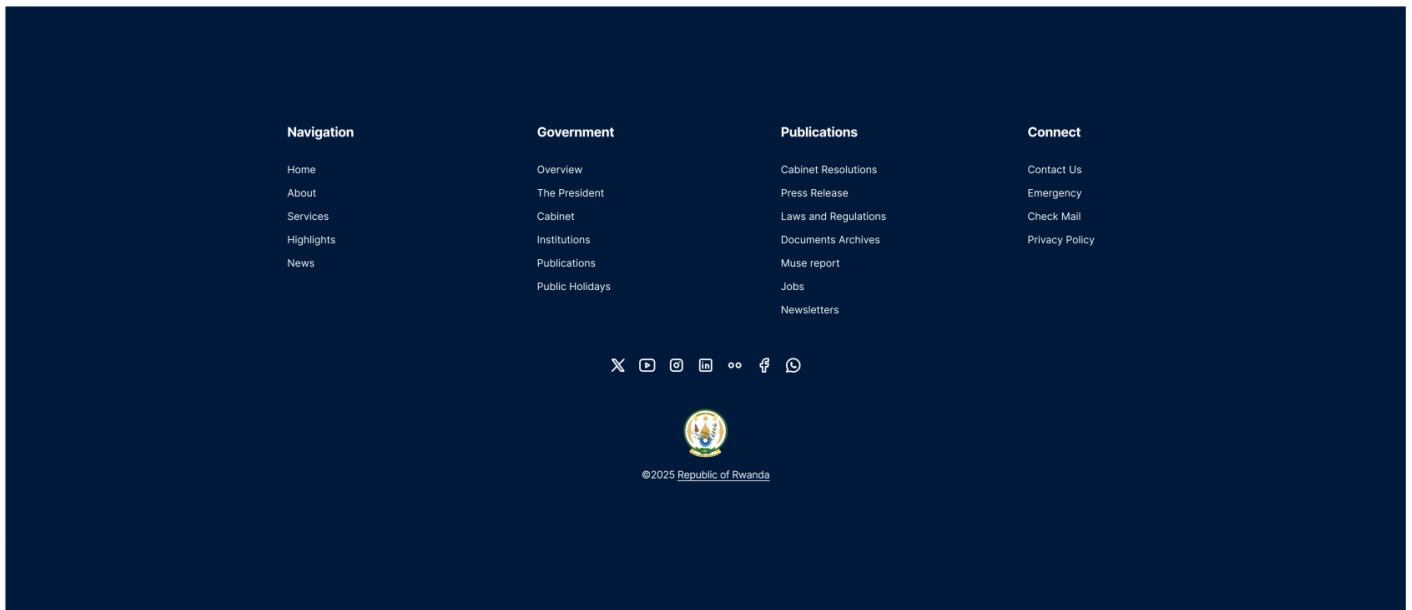 Navigation
Home
About
Services
Highlights
News
Government
Overview
The President
Cabinet
Institutions
Publications
Public Holidays
Publications
Cabinet Resolutions
Press Release
Laws and Regulations
Documents Archives
Muse report
Jobs
Newsletters
Connect
Contact Us
Emergency
Check Mail
Privacy Policy
©2025 Republic of Rwanda